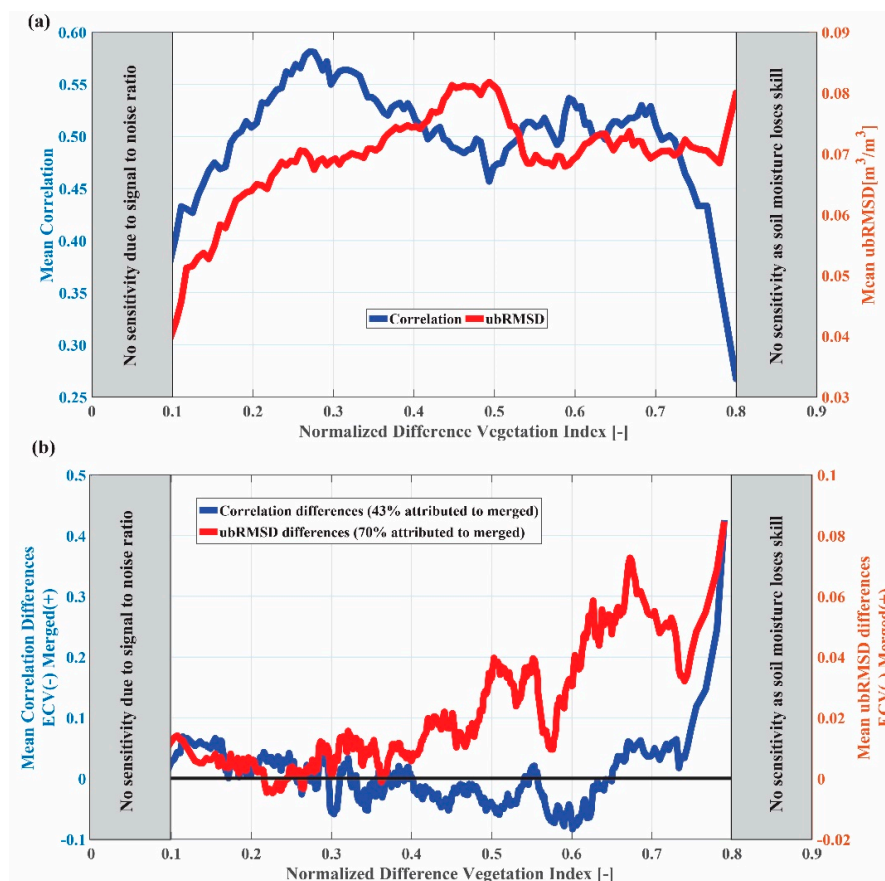 (a)
0.60
0.55
0.50
0.45
0.40
0.35
0.30
0.25
Mean Correlation
No sensitivity due to signal to noise ratio
Correlation
ubRMSD
No sensitivity as soil moisture loses skill
0.09
0.08
0.07
0.06
0.05
0.04
0.03
Mean ubRMSD[m³/m³]
0
0.1
0.2
0.3
0.4
0.5
0.6
0.7
0.8
0.9
Normalized Difference Vegetation Index [-]
(b)
0.5
0.4
0.3
0.2
0.1
0
-0.1
Mean Correlation Differences
ECV(-) Merged(+)
No sensitivity due to signal to noise ratio
Correlation differences (43% attributed to merged)
ubRMSD differences (70% attributed to merged)
No sensitivity as soil moisture loses skill
0.1
0.08
0.06
0.04
0.02
0
-0.02
Mean ubRMSD differences
ECV(-) Merged(+)
0
0.1
0.2
0.3
0.4
0.5
0.6
0.7
0.8
0.9
Normalized Difference Vegetation Index [-]